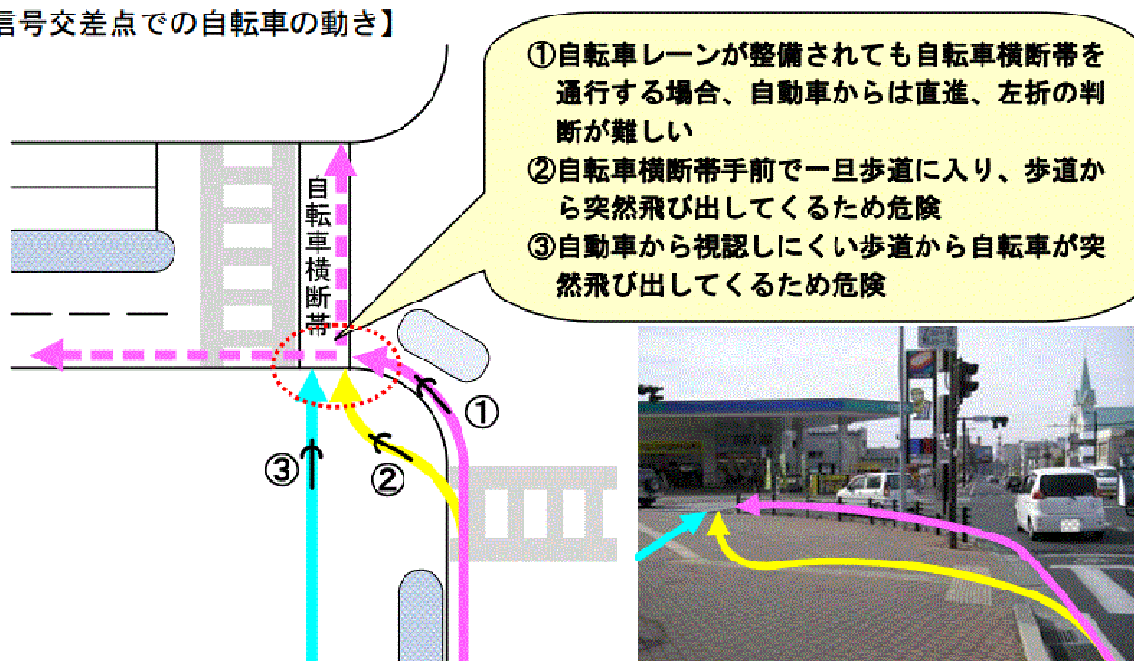 信号交差点での自転車の動き】
①自転車レーンが整備されても自転車横断帯を
通行する場合、自動車からは直進、左折の判
断が難しい
②自転車横断帯手前で一旦歩道に入り、歩道か
ら突然飛び出してくるため危険
③自動車から視認しにくい歩道から自転車が突
然飛び出してくるため危険
自転車横断帯
①
②
③